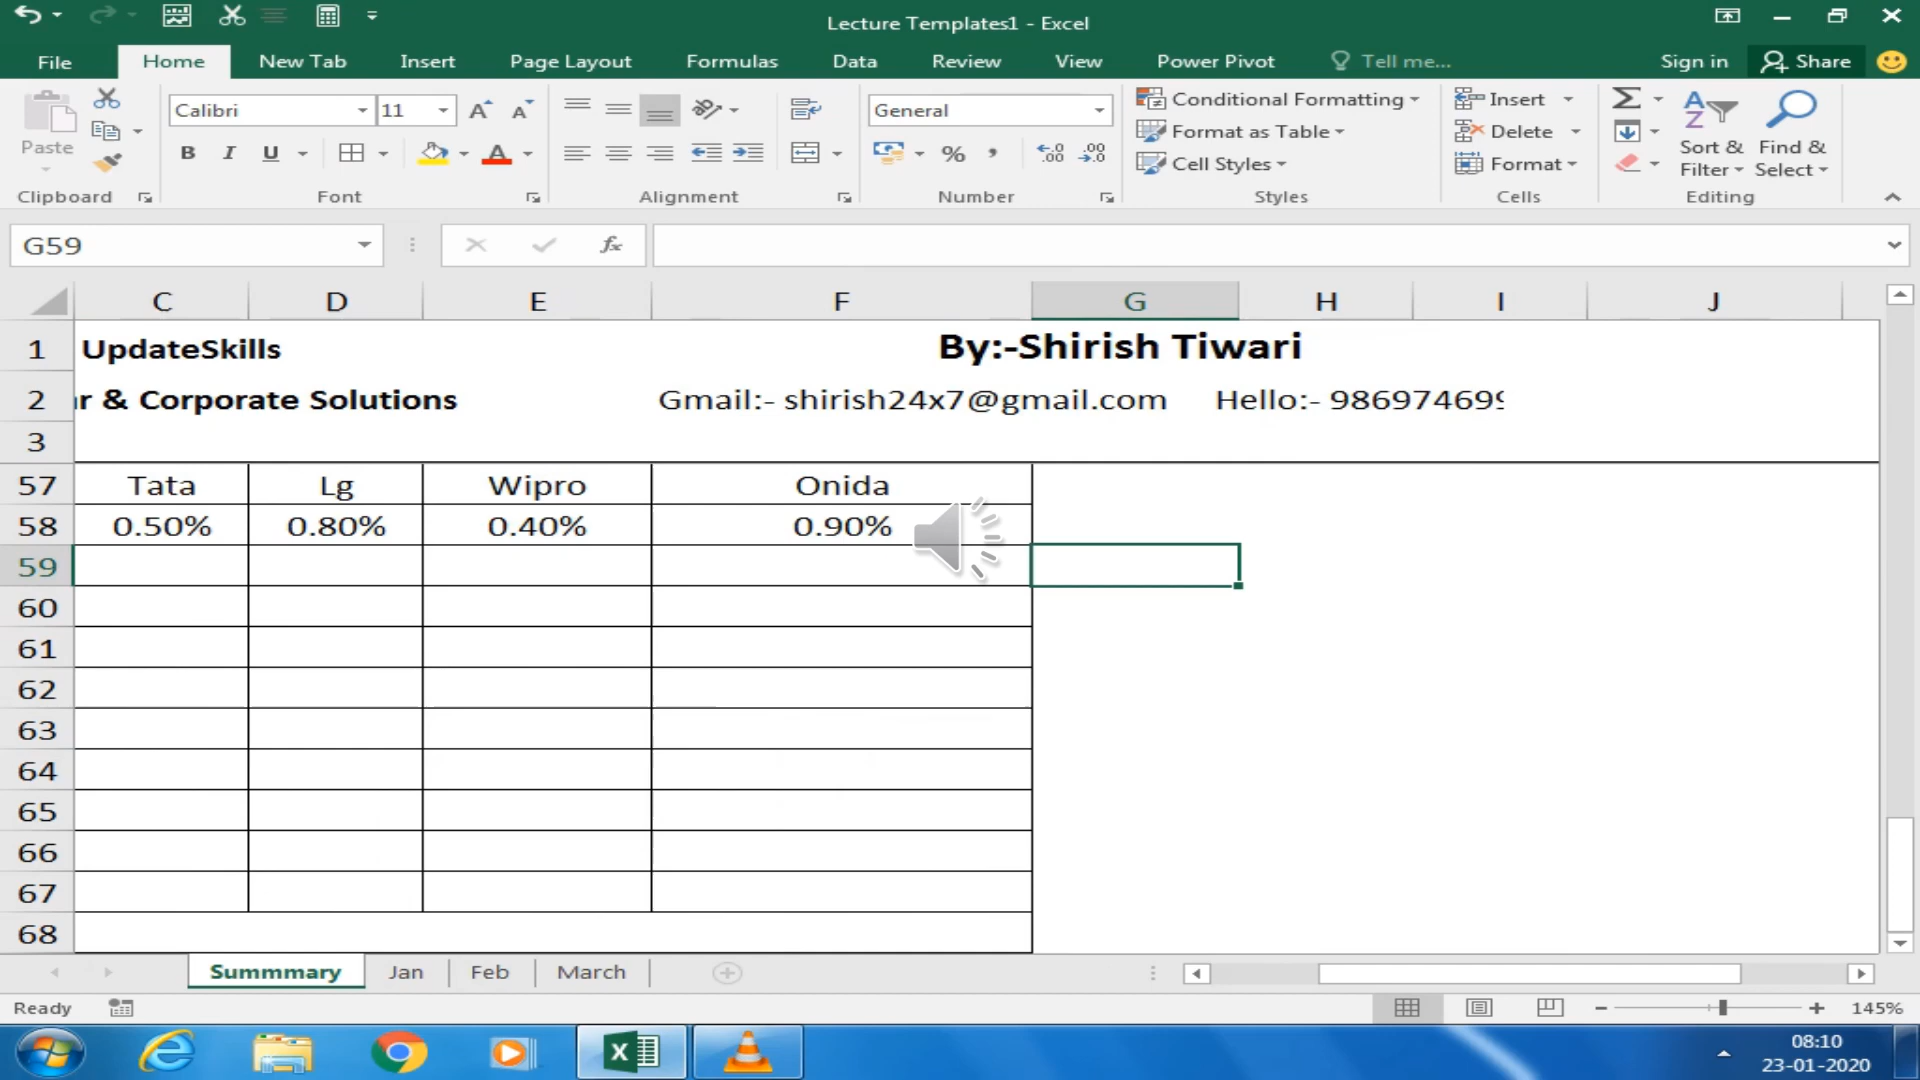 Lecture Templates1 - Excel
File Home New Tab Insert Page Layout Formulas Data Review View Power Pivot Tell me... Sign in Share
Paste
Calibri 11
General
Conditional Formatting
Format as Table
Cell Styles
Insert
Delete
Format
Sort & Filter
Find & Select
Clipboard Font Alignment Number Styles Cells Editing
G59
C D E F G H I J
1 UpdateSkills By:-Shirish Tiwari
2 r & Corporate Solutions Gmail:- shirish24x7@gmail.com Hello:- 986974699
3
57 Tata Lg Wipro Onida
58 0.50% 0.80% 0.40% 0.90%
59
60
61
62
63
64
65
66
67
68
Summmary Jan Feb March
Ready 145%
08:10
23-01-2020